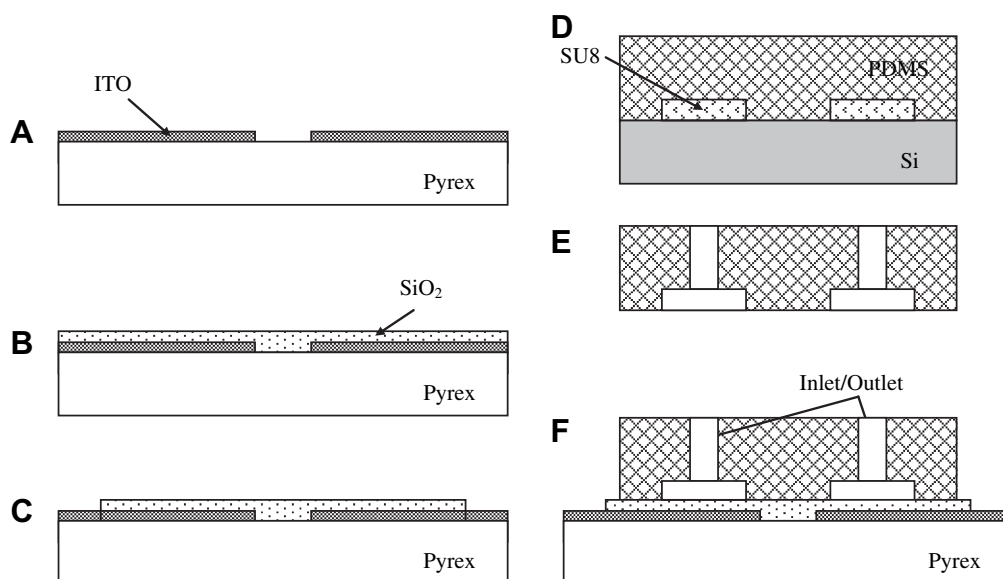 A
ITO
Pyrex
B
SiO₂
Pyrex
C
Pyrex
D
SU8
PDMS
Si
E
F
Inlet/Outlet
Pyrex